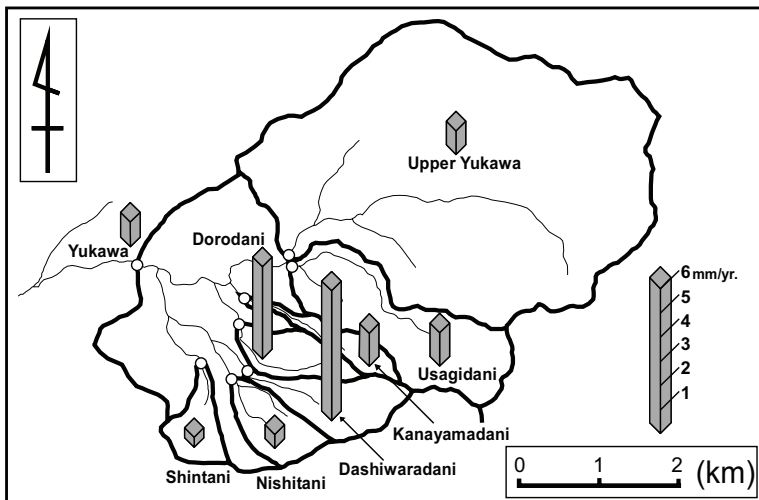 Upper Yukawa
Yukawa
Dorodani
6 mm/yr.
5
4
3
2
1
Usagidani
Kanayamadani
Dashiwaradani
Shintani
Nishitani
0 1 2 (km)